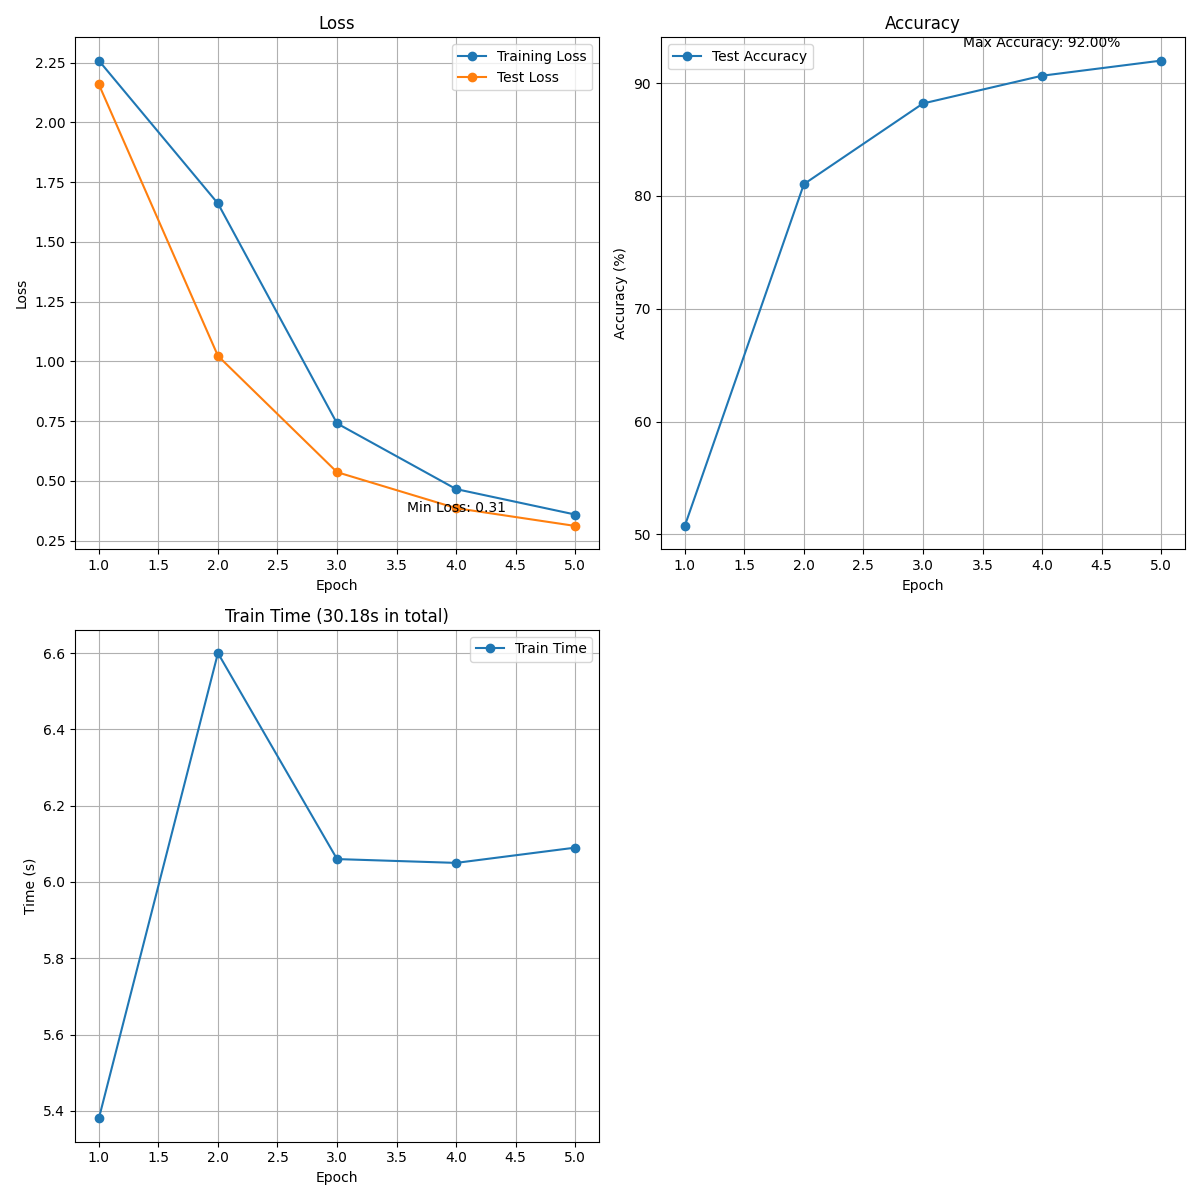 Loss
Training Loss
Test Loss
2.25
2.00
1.75
1.50
1.25
1.00
0.75
0.50
0.25
Loss
Min Loss: 0.31
1.0 1.5 2.0 2.5 3.0 3.5 4.0 4.5 5.0
Epoch
Accuracy
Max Accuracy: 92.00%
Test Accuracy
90
80
70
60
50
Accuracy (%)
1.0 1.5 2.0 2.5 3.0 3.5 4.0 4.5 5.0
Epoch
Train Time (30.18s in total)
Train Time
6.6
6.4
6.2
6.0
5.8
5.6
5.4
Time (s)
1.0 1.5 2.0 2.5 3.0 3.5 4.0 4.5 5.0
Epoch